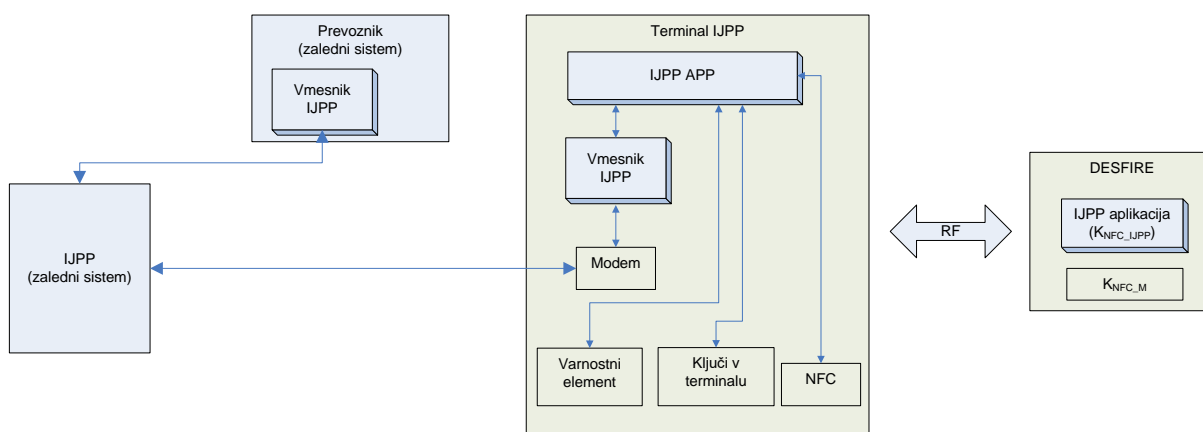 Prevoznik
(zaledni sistem)
Vmesnik
IJPP
IJPP
(zaledni sistem)
Terminal IJPP
IJPP APP
Vmesnik
IJPP
Modem
Varnostni
element
Ključi v
terminalu
NFC
RF
DESFIRE
IJPP aplikacija
(KNFC_IJPP)
KNFC_M